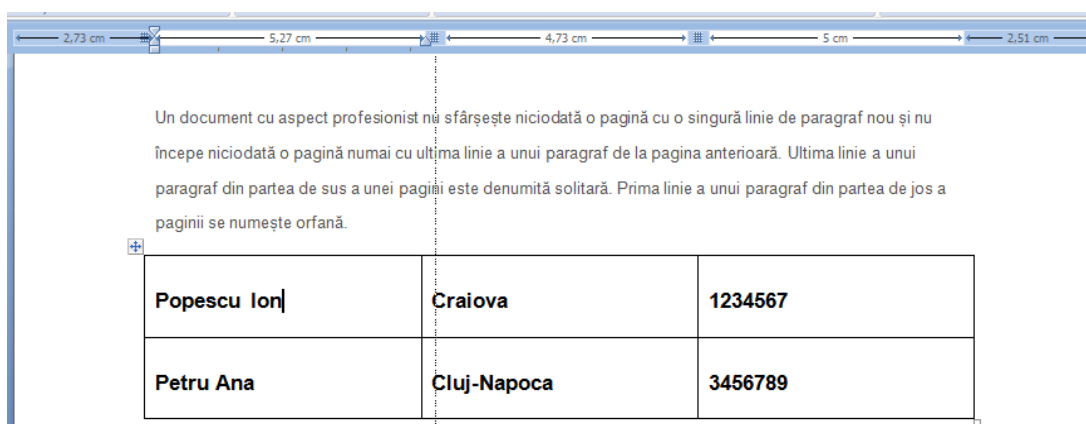 2,73 cm 5,27 cm 4,73 cm 5 cm 2,51 cm
Un document cu aspect profesionist nu sfârșește niciodată o pagină cu o singură linie de paragraf nou și nu
începe niciodată o pagină numai cu ultima linie a unui paragraf de la pagina anterioară. Ultima linie a unui
paragraf din partea de sus a unei pagini este denumită solitară. Prima linie a unui paragraf din partea de jos a
paginii se numește orfană.
Popescu Ion Craiova 1234567
Petru Ana Cluj-Napoca 3456789